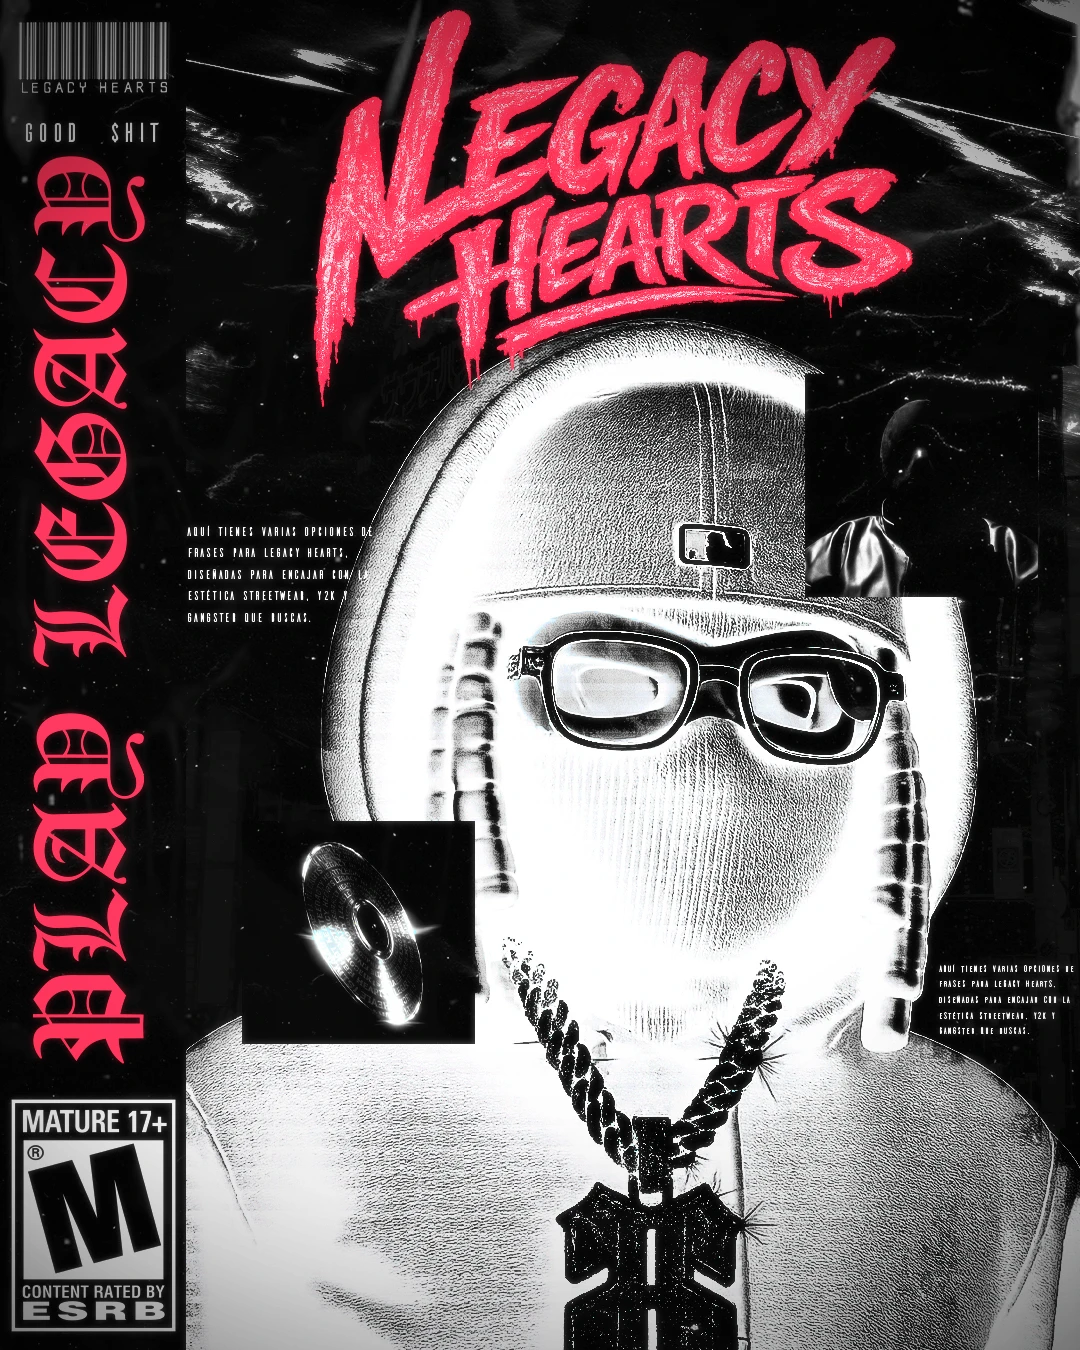 LEGACY HEARTS
GOOD $HIT
PLAY LEGACY
MATURE 17+
®
M
CONTENT RATED BY
ESRB
LEGACY
HEARTS
AQUÍ TIENES VARIAS OPCIONES DE
FRASES PARA LEGACY HEARTS,
DISEÑADAS PARA ENCAJAR CON LA
ESTÉTICA STREETWEAR, Y2K Y
GANGSTER QUE BUSCAS.
AQUÍ TIENES VARIAS OPCIONES DE
FRASES PARA LEGACY HEARTS,
DISEÑADAS PARA ENCAJAR CON LA
ESTÉTICA STREETWEAR, Y2K Y
GANGSTER QUE BUSCAS.